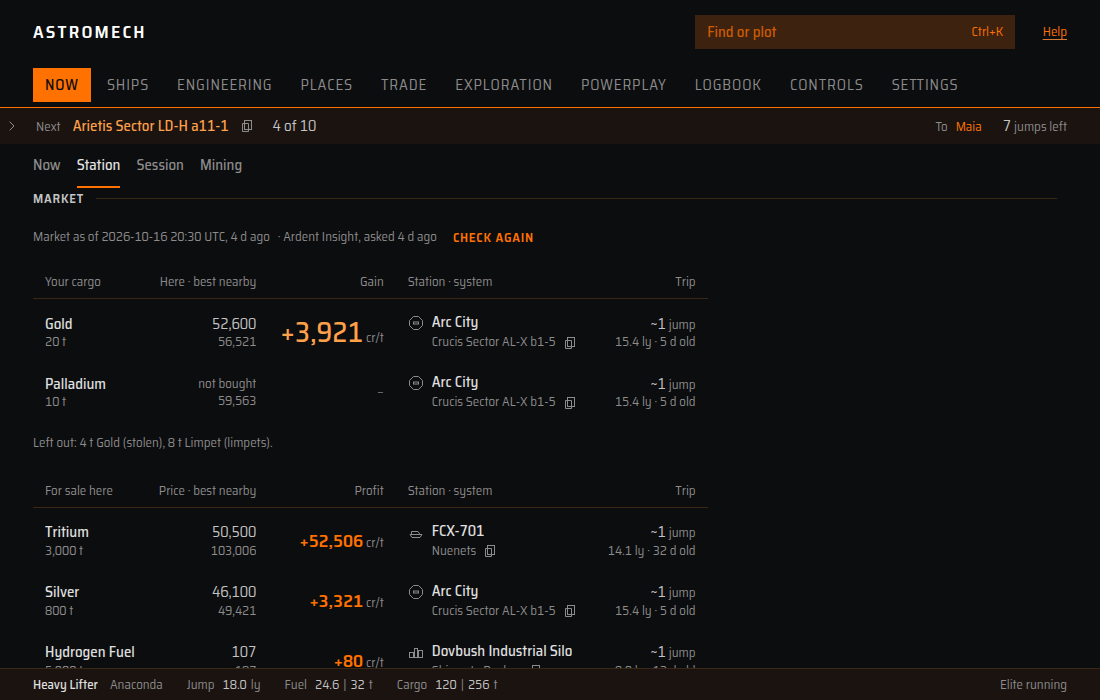 ASTROMECH
Find or plot Ctrl+K Help
NOW SHIPS ENGINEERING PLACES TRADE EXPLORATION POWERPLAY LOGBOOK CONTROLS SETTINGS
Next Arietis Sector LD-H a11-1 4 of 10 To Maia 7 jumps left
Now Station Session Mining
MARKET
Market as of 2026-10-16 20:30 UTC, 4 d ago · Ardent Insight, asked 4 d ago CHECK AGAIN
Your cargo Here · best nearby Gain Station · system Trip
Gold 52,600 +3,921 cr/t Arc City ~1 jump
20 t 56,521 Crucis Sector AL-X b1-5 15.4 ly · 5 d old
Palladium not bought – Arc City ~1 jump
10 t 59,563 Crucis Sector AL-X b1-5 15.4 ly · 5 d old
Left out: 4 t Gold (stolen), 8 t Limpet (limpets).
For sale here Price · best nearby Profit Station · system Trip
Tritium 50,500 +52,506 cr/t FCX-701 ~1 jump
3,000 t 103,006 Nuenets 14.1 ly · 32 d old
Silver 46,100 +3,321 cr/t Arc City ~1 jump
800 t 49,421 Crucis Sector AL-X b1-5 15.4 ly · 5 d old
Hydrogen Fuel 107 +80 cr/t Dovbush Industrial Silo ~1 jump
Heavy Lifter Anaconda Jump 18.0 ly Fuel 24.6 | 32 t Cargo 120 | 256 t Elite running